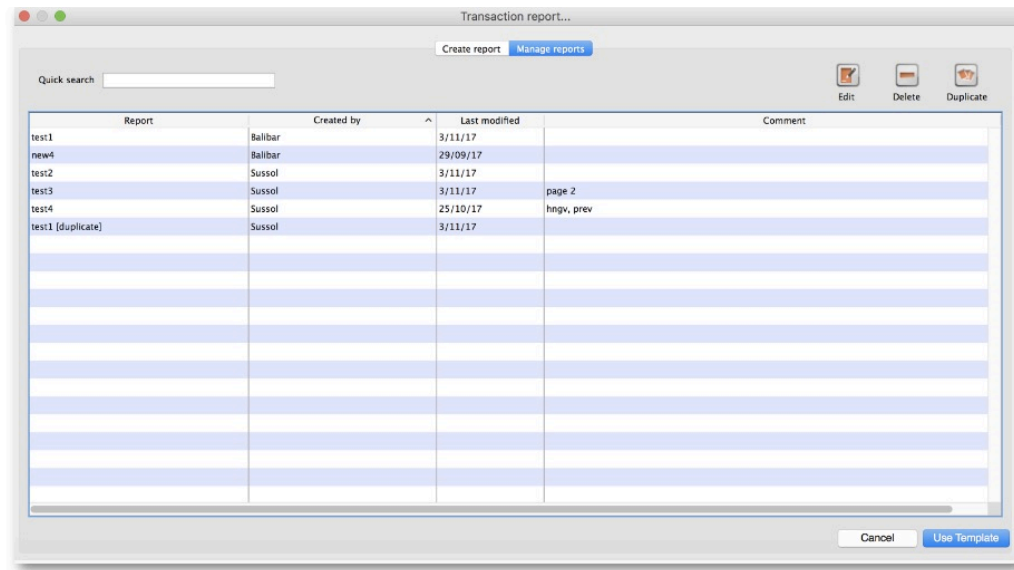 Transaction report...
Create report Manage reports
Quick search
Edit Delete Duplicate
Report Created by Last modified Comment
test1 Balibar 3/11/17
new4 Balibar 29/09/17
test2 Sussol 3/11/17
test3 Sussol 3/11/17 page 2
test4 Sussol 25/10/17 hngv, prev
test1 [duplicate] Sussol 3/11/17
Cancel Use Template